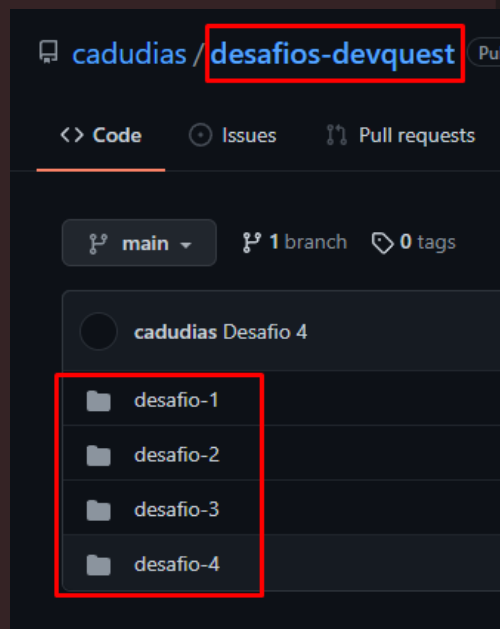 cadudias / desafios-devquest Pu
<> Code Issues Pull requests
main 1 branch 0 tags
cadudias Desafio 4
desafio-1
desafio-2
desafio-3
desafio-4